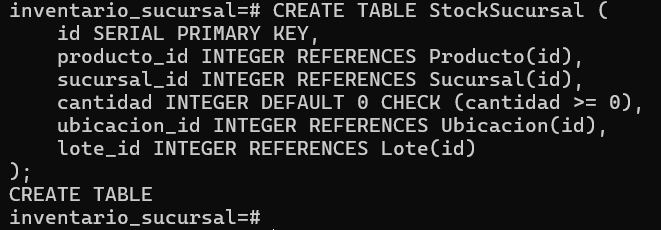 inventario_sucursal=# CREATE TABLE StockSucursal (
    id SERIAL PRIMARY KEY,
    producto_id INTEGER REFERENCES Producto(id),
    sucursal_id INTEGER REFERENCES Sucursal(id),
    cantidad INTEGER DEFAULT 0 CHECK (cantidad >= 0),
    ubicacion_id INTEGER REFERENCES Ubicacion(id),
    lote_id INTEGER REFERENCES Lote(id)
);
CREATE TABLE
inventario_sucursal=#